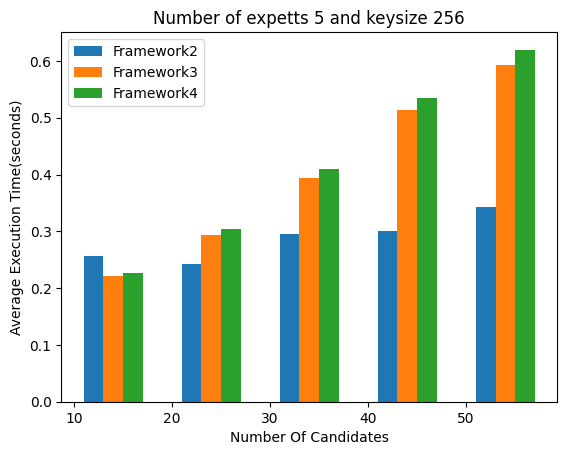 Number of expetts 5 and keysize 256
Framework2
Framework3
Framework4
Average Execution Time(seconds)
0.6
0.5
0.4
0.3
0.2
0.1
0.0
10 20 30 40 50
Number Of Candidates